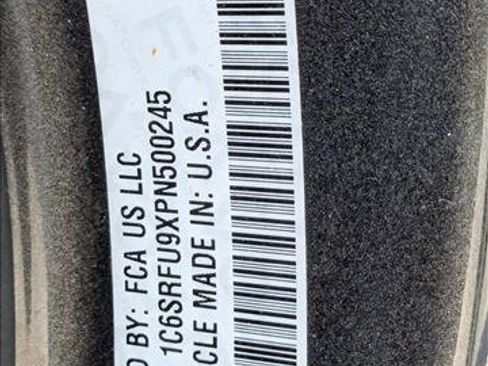 D BY: FCA US LLC
1C6SRFU9XPN500245
CLE MADE IN: U.S.A.